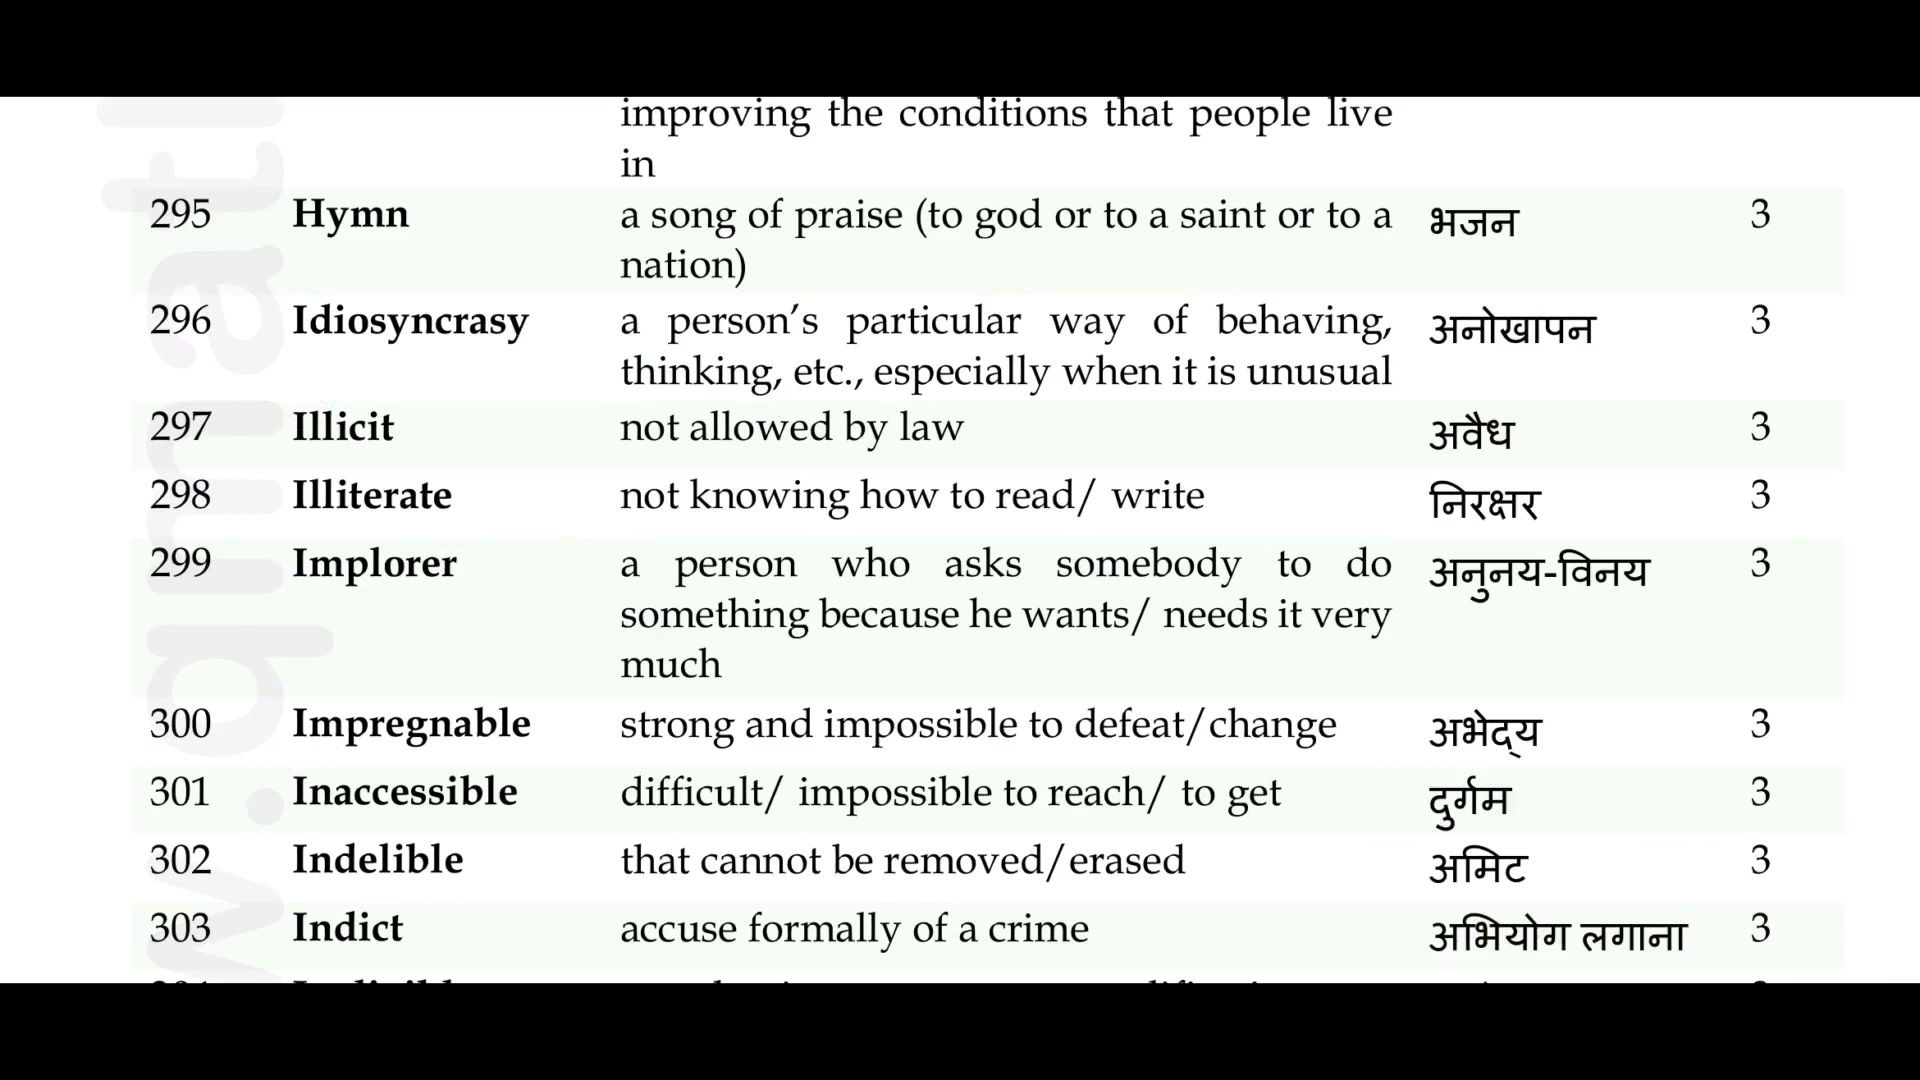 improving the conditions that people live
in
295 Hymn a song of praise (to god or to a saint or to a भजन 3
nation)
296 Idiosyncrasy a person’s particular way of behaving, अनोखापन 3
thinking, etc., especially when it is unusual
297 Illicit not allowed by law अवैध 3
298 Illiterate not knowing how to read/ write निरक्षर 3
299 Implorer a person who asks somebody to do अनुनय-विनय 3
something because he wants/ needs it very
much
300 Impregnable strong and impossible to defeat/change अभेद्य 3
301 Inaccessible difficult/ impossible to reach/ to get दुर्गम 3
302 Indelible that cannot be removed/erased अमिट 3
303 Indict accuse formally of a crime अभियोग लगाना 3